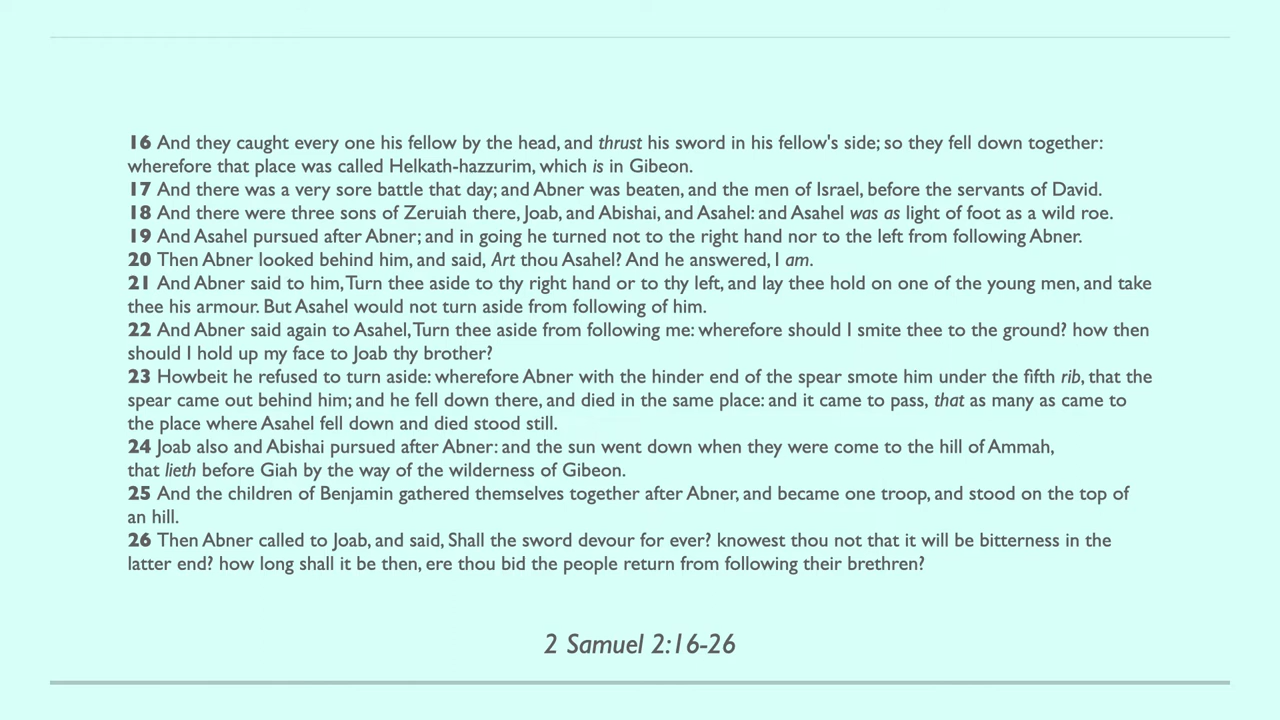 16 And they caught every one his fellow by the head, and thrust his sword in his fellow's side; so they fell down together:
wherefore that place was called Helkath-hazzurim, which is in Gibeon.
17 And there was a very sore battle that day; and Abner was beaten, and the men of Israel, before the servants of David.
18 And there were three sons of Zeruiah there, Joab, and Abishai, and Asahel: and Asahel was as light of foot as a wild roe.
19 And Asahel pursued after Abner; and in going he turned not to the right hand nor to the left from following Abner.
20 Then Abner looked behind him, and said, Art thou Asahel? And he answered, I am.
21 And Abner said to him, Turn thee aside to thy right hand or to thy left, and lay thee hold on one of the young men, and take
thee his armour. But Asahel would not turn aside from following of him.
22 And Abner said again to Asahel, Turn thee aside from following me: wherefore should I smite thee to the ground? how then
should I hold up my face to Joab thy brother?
23 Howbeit he refused to turn aside: wherefore Abner with the hinder end of the spear smote him under the fifth rib, that the
spear came out behind him; and he fell down there, and died in the same place: and it came to pass, that as many as came to
the place where Asahel fell down and died stood still.
24 Joab also and Abishai pursued after Abner: and the sun went down when they were come to the hill of Ammah,
that lieth before Giah by the way of the wilderness of Gibeon.
25 And the children of Benjamin gathered themselves together after Abner, and became one troop, and stood on the top of
an hill.
26 Then Abner called to Joab, and said, Shall the sword devour for ever? knowest thou not that it will be bitterness in the
latter end? how long shall it be then, ere thou bid the people return from following their brethren?
2 Samuel 2:16-26